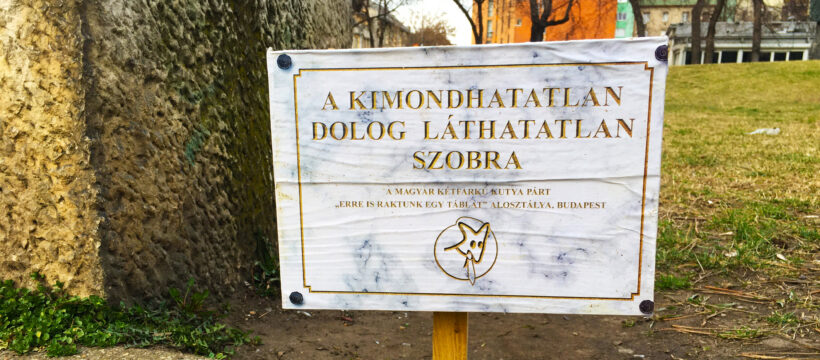 A KIMONDHATATLAN
DOLOG LÁTHATATLAN
SZOBRA
A MAGYAR KÉTFARKÚ KUTYA PÁRT
„ERRE IS RAKTUNK EGY TÁBLÁT” ALOSZTÁLYA, BUDAPEST